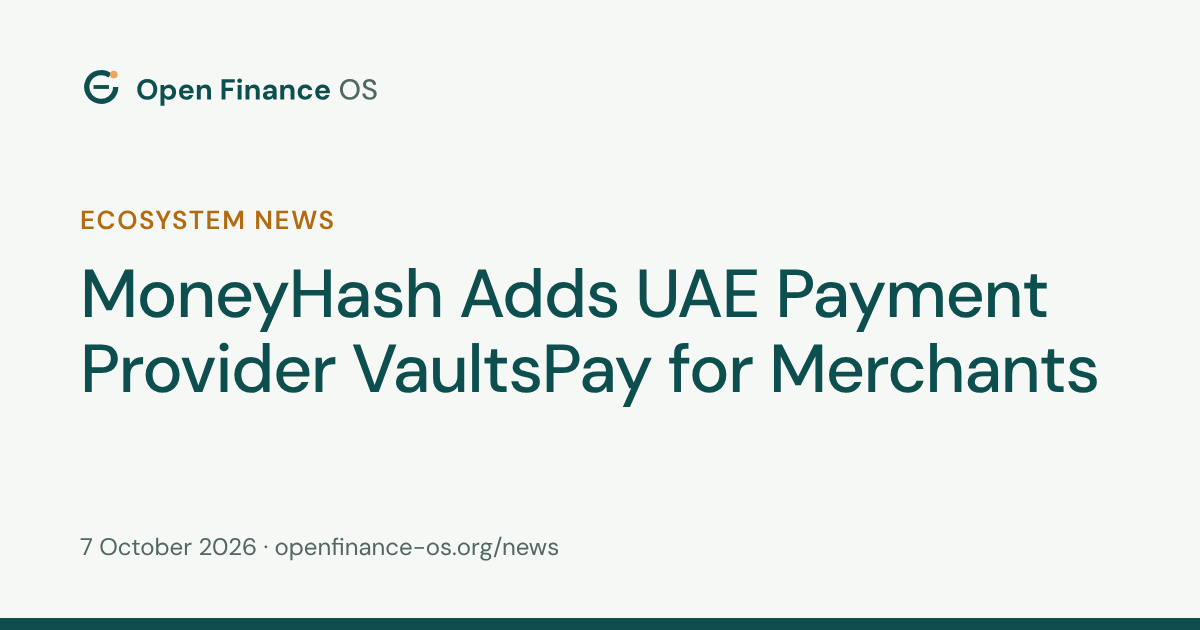 Open Finance OS
ECOSYSTEM NEWS
MoneyHash Adds UAE Payment
Provider VaultsPay for Merchants
7 October 2026 · openfinance-os.org/news